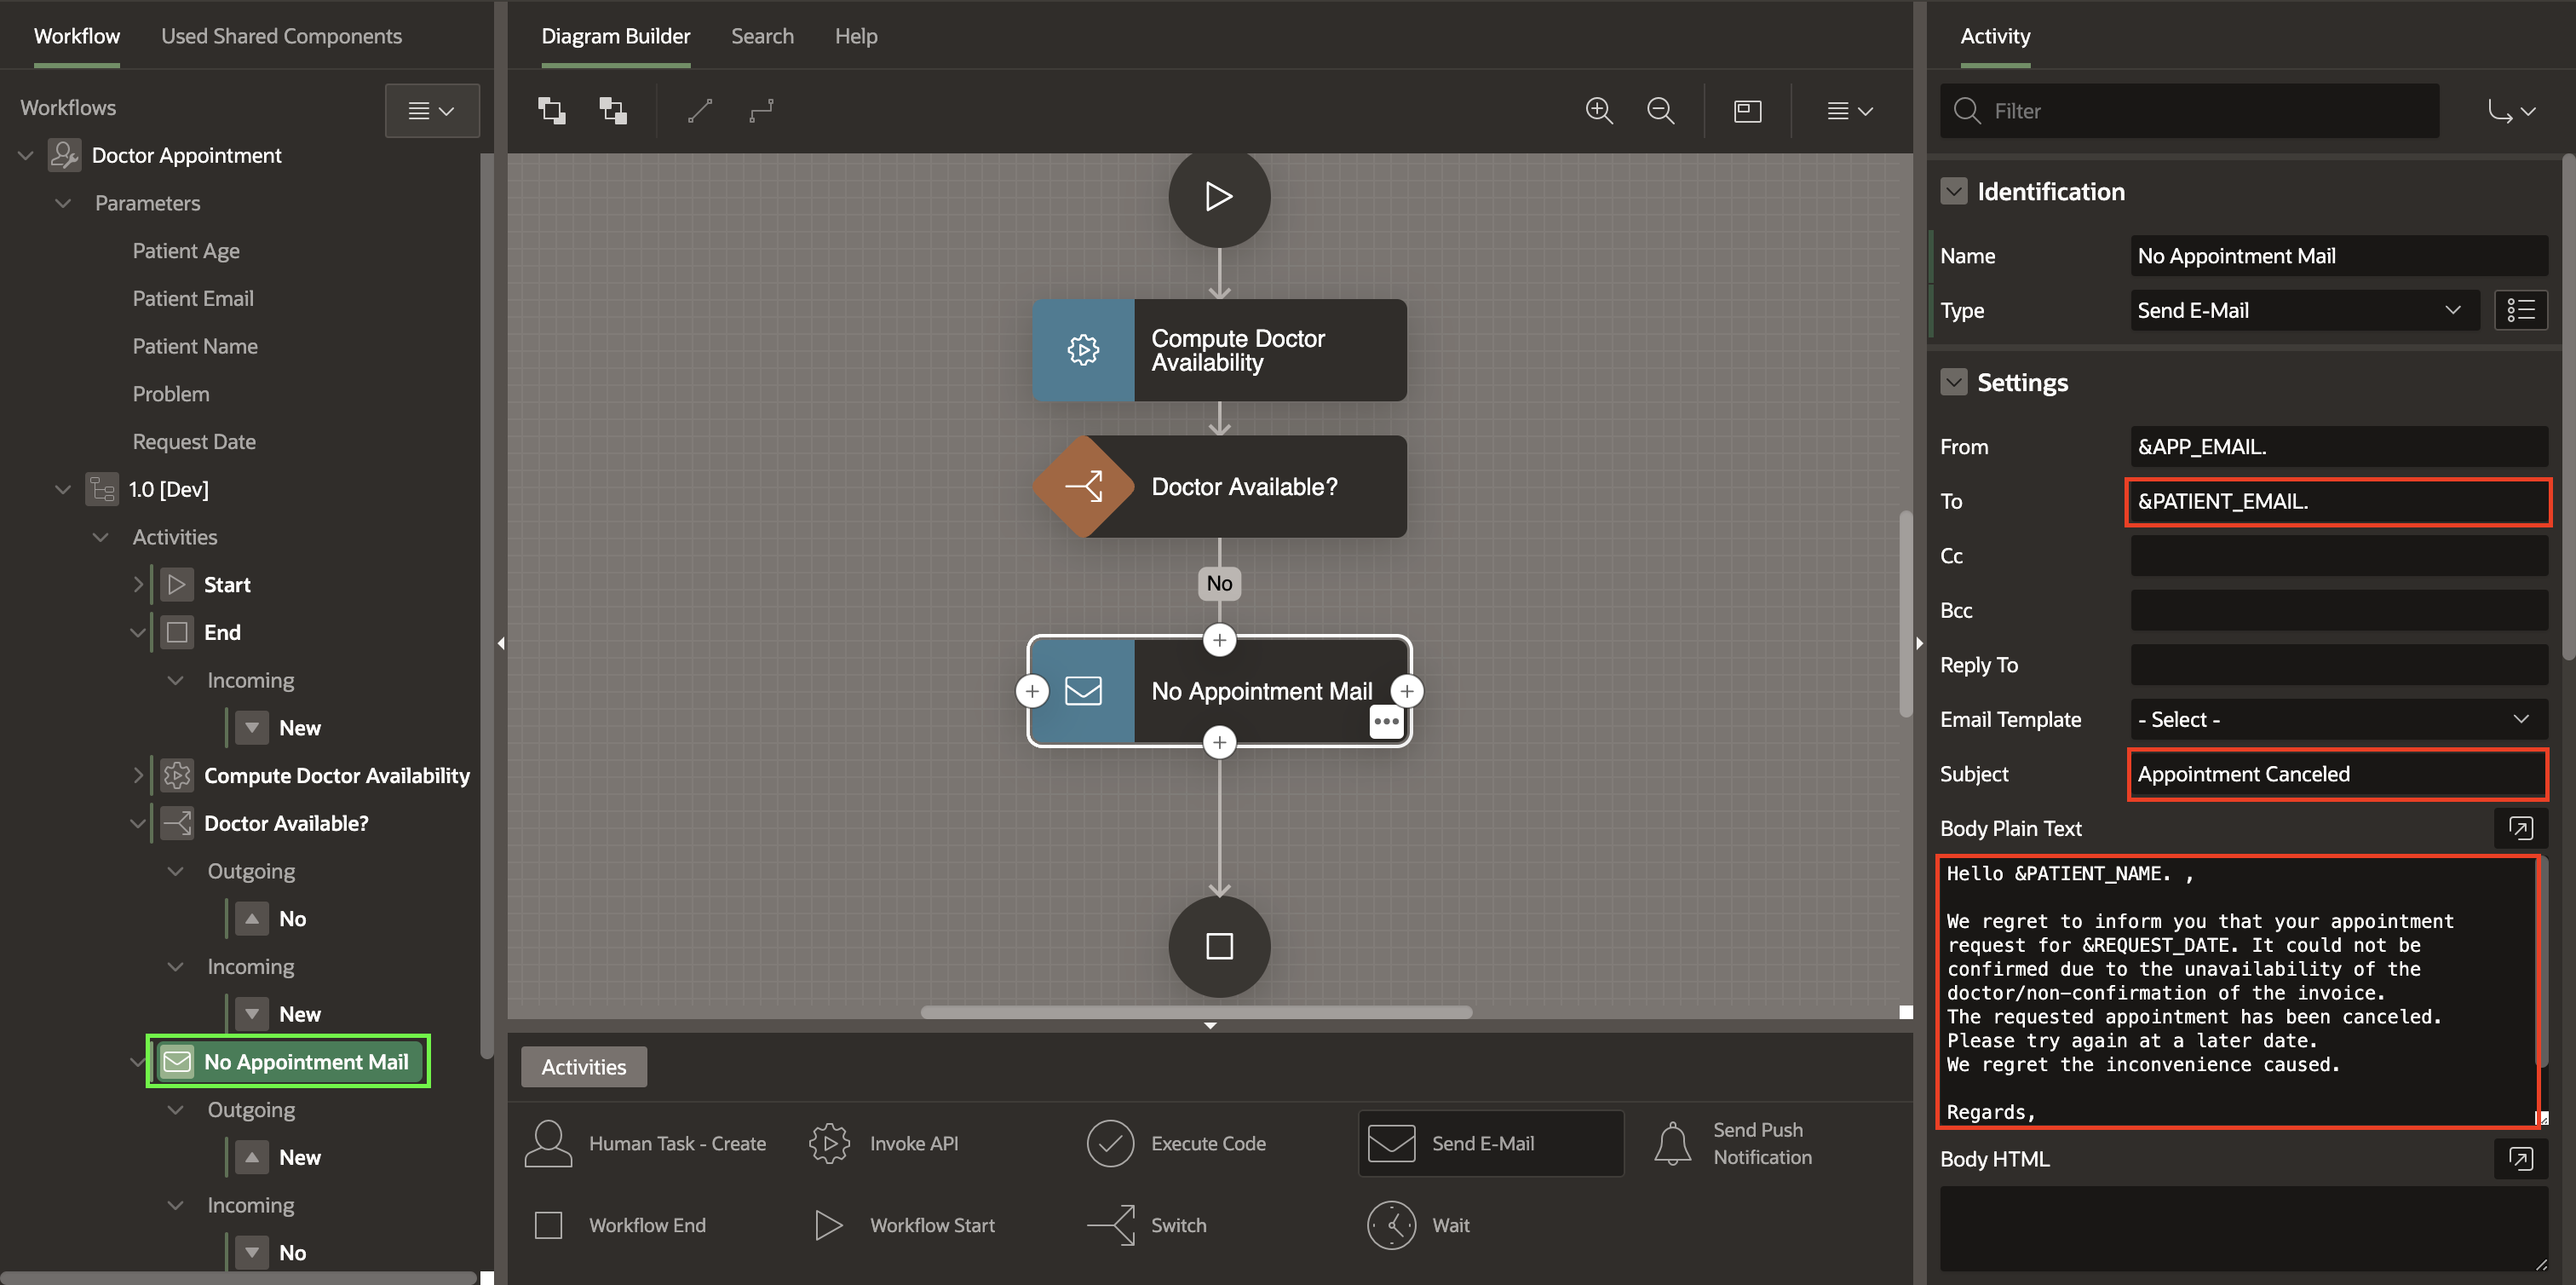 Workflow
Used Shared Components
Workflows
Doctor Appointment
Parameters
Patient Age
Patient Email
Patient Name
Problem
Request Date
1.0 [Dev]
Activities
Start
End
Incoming
New
Compute Doctor Availability
Doctor Available?
Outgoing
No
Incoming
New
No Appointment Mail
Outgoing
New
Incoming
No
Diagram Builder
Search
Help
Compute Doctor
Availability
Doctor Available?
No
No Appointment Mail
Activities
Human Task - Create
Invoke API
Execute Code
Send E-Mail
Send Push
Notification
Workflow End
Workflow Start
Switch
Wait
Activity
Filter
Identification
Name
No Appointment Mail
Type
Send E-Mail
Settings
From
&APP_EMAIL.
To
&PATIENT_EMAIL.
Cc
Bcc
Reply To
Email Template
- Select -
Subject
Appointment Canceled
Body Plain Text
Hello &PATIENT_NAME. ,
We regret to inform you that your appointment
request for &REQUEST_DATE. It could not be
confirmed due to the unavailability of the
doctor/non-confirmation of the invoice.
The requested appointment has been canceled.
Please try again at a later date.
We regret the inconvenience caused.
Regards,
Body HTML